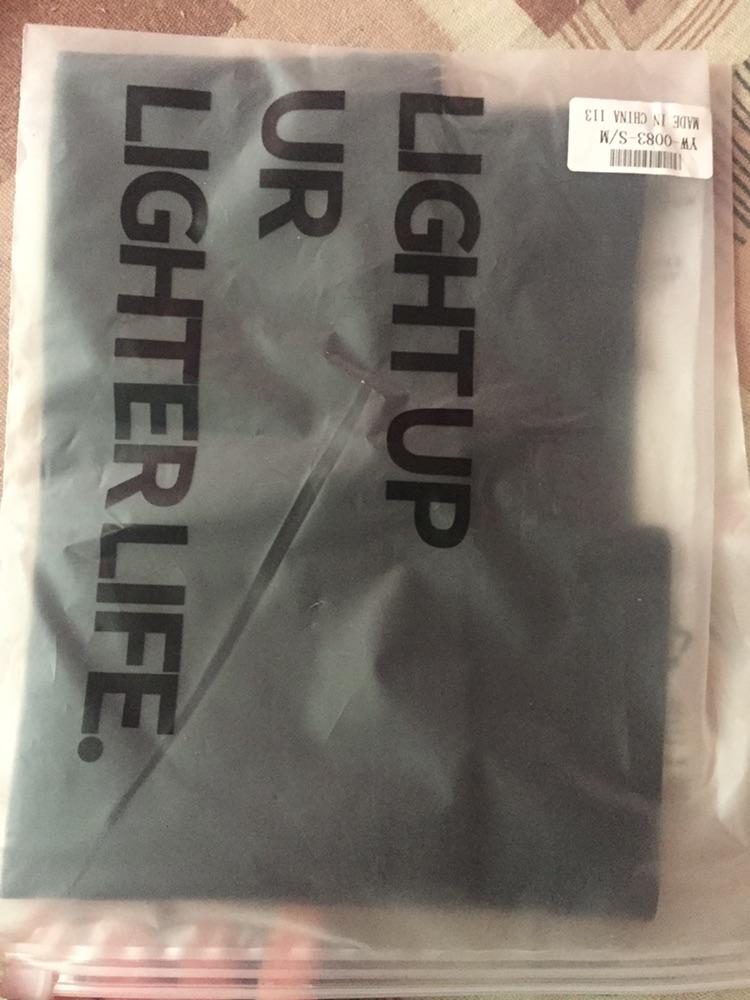 LIGHT UP
UR
LIGHTER LIFE.
YW-0083-S/M
MADE IN CHINA 113